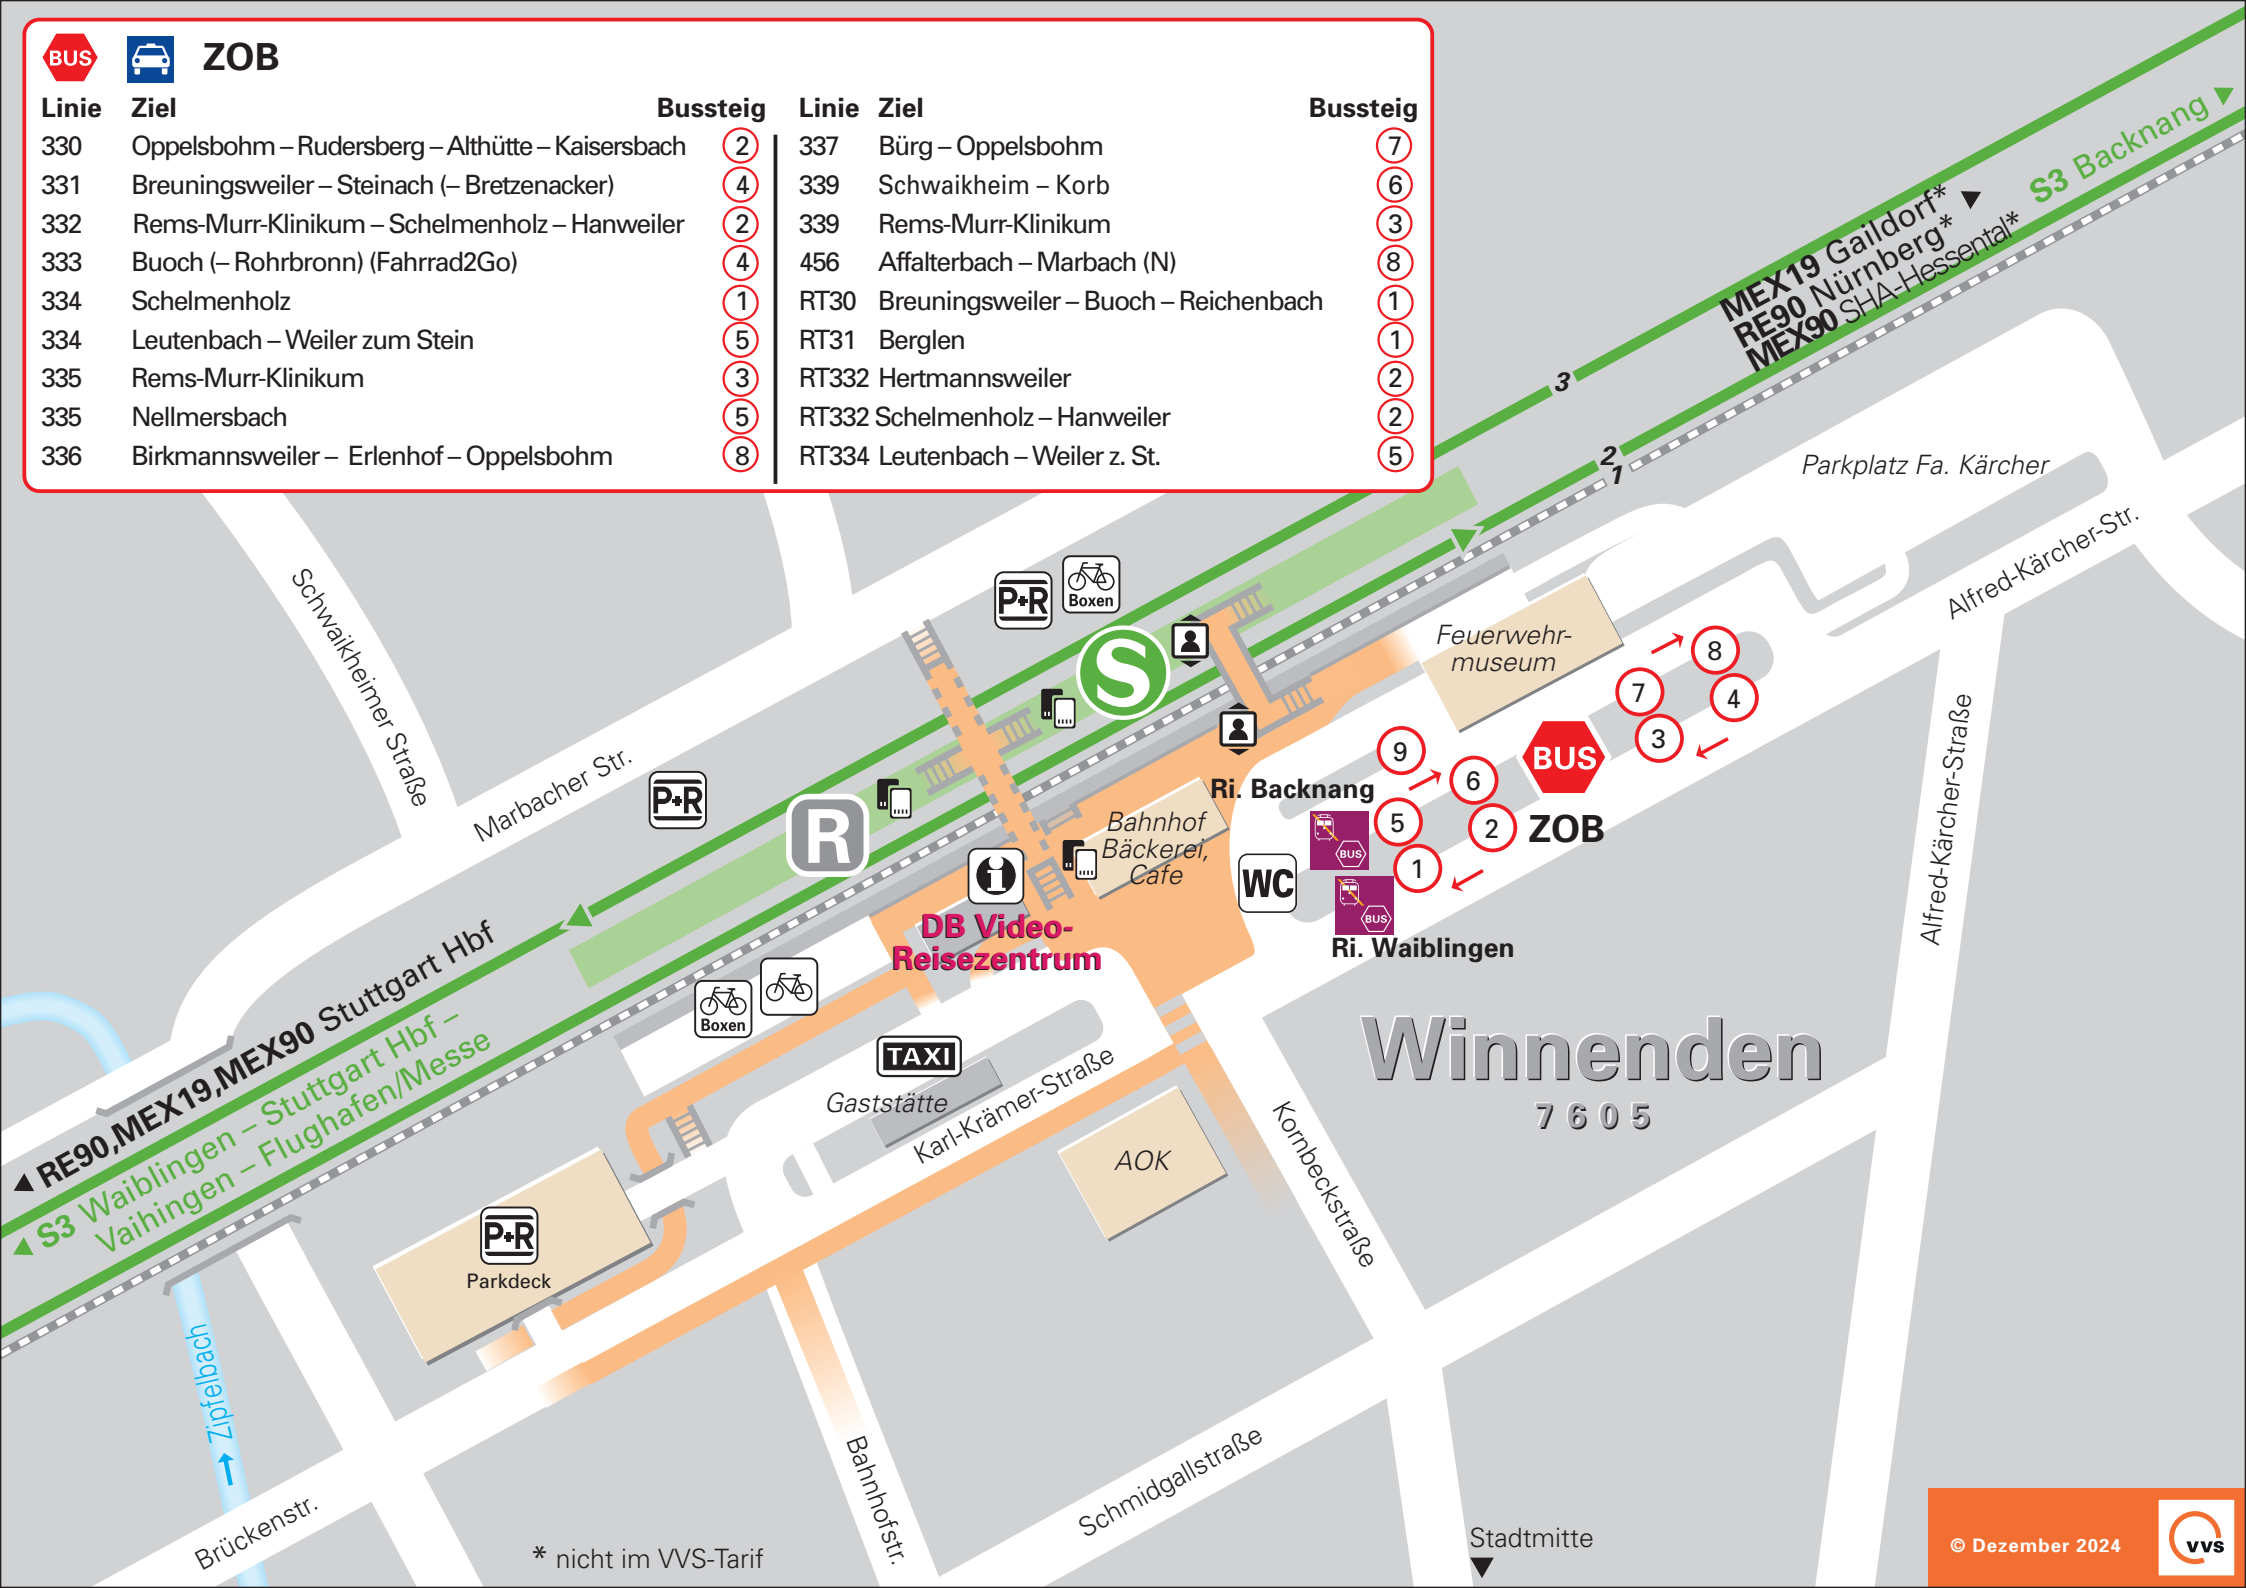 BUS ZOB
Linie Ziel Bussteig
330 Oppelsbohm – Rudersberg – Althütte – Kaisersbach 2
331 Breuningsweiler – Steinach (– Bretzenacker) 4
332 Rems-Murr-Klinikum – Schelmenholz – Hanweiler 2
333 Buoch (– Rohrbronn) (Fahrrad2Go) 4
334 Schelmenholz 1
334 Leutenbach – Weiler zum Stein 5
335 Rems-Murr-Klinikum 3
335 Nellmersbach 5
336 Birkmannsweiler – Erlenhof – Oppelsbohm 8
Linie Ziel Bussteig
337 Bürg – Oppelsbohm 7
339 Schwaikheim – Korb 6
339 Rems-Murr-Klinikum 3
456 Affalterbach – Marbach (N) 8
RT30 Breuningsweiler – Buoch – Reichenbach 1
RT31 Berglen 1
RT332 Hertmannsweiler 2
RT332 Schelmenholz – Hanweiler 2
RT334 Leutenbach – Weiler z. St. 5
S3 Backnang
MEX19 Gaildorf*
RE90 Nürnberg*
MEX90 SHA-Hessental*
3
2
1
Parkplatz Fa. Kärcher
Alfred-Kärcher-Str.
Schwaikheimer Straße
Marbacher Str.
P+R
Boxen
P+R
S
R
Feuerwehr-
museum
8
7
4
3
9
6
5
2
1
BUS
ZOB
Ri. Backnang
BUS
BUS
Ri. Waiblingen
WC
Bahnhof
Bäckerei,
Cafe
i
DB Video-
Reisezentrum
Boxen
TAXI
Gaststätte
Karl-Krämer-Straße
AOK
Kornbeckstraße
Alfred-Kärcher-Straße
Winnenden
7605
RE90,MEX19,MEX90 Stuttgart Hbf
S3 Waiblingen – Stuttgart Hbf –
Vaihingen – Flughafen/Messe
P+R
Parkdeck
Zipfelbach
Brückenstr.
Bahnhofstr.
Schmidgallstraße
Stadtmitte
* nicht im VVS-Tarif
© Dezember 2024
VVS